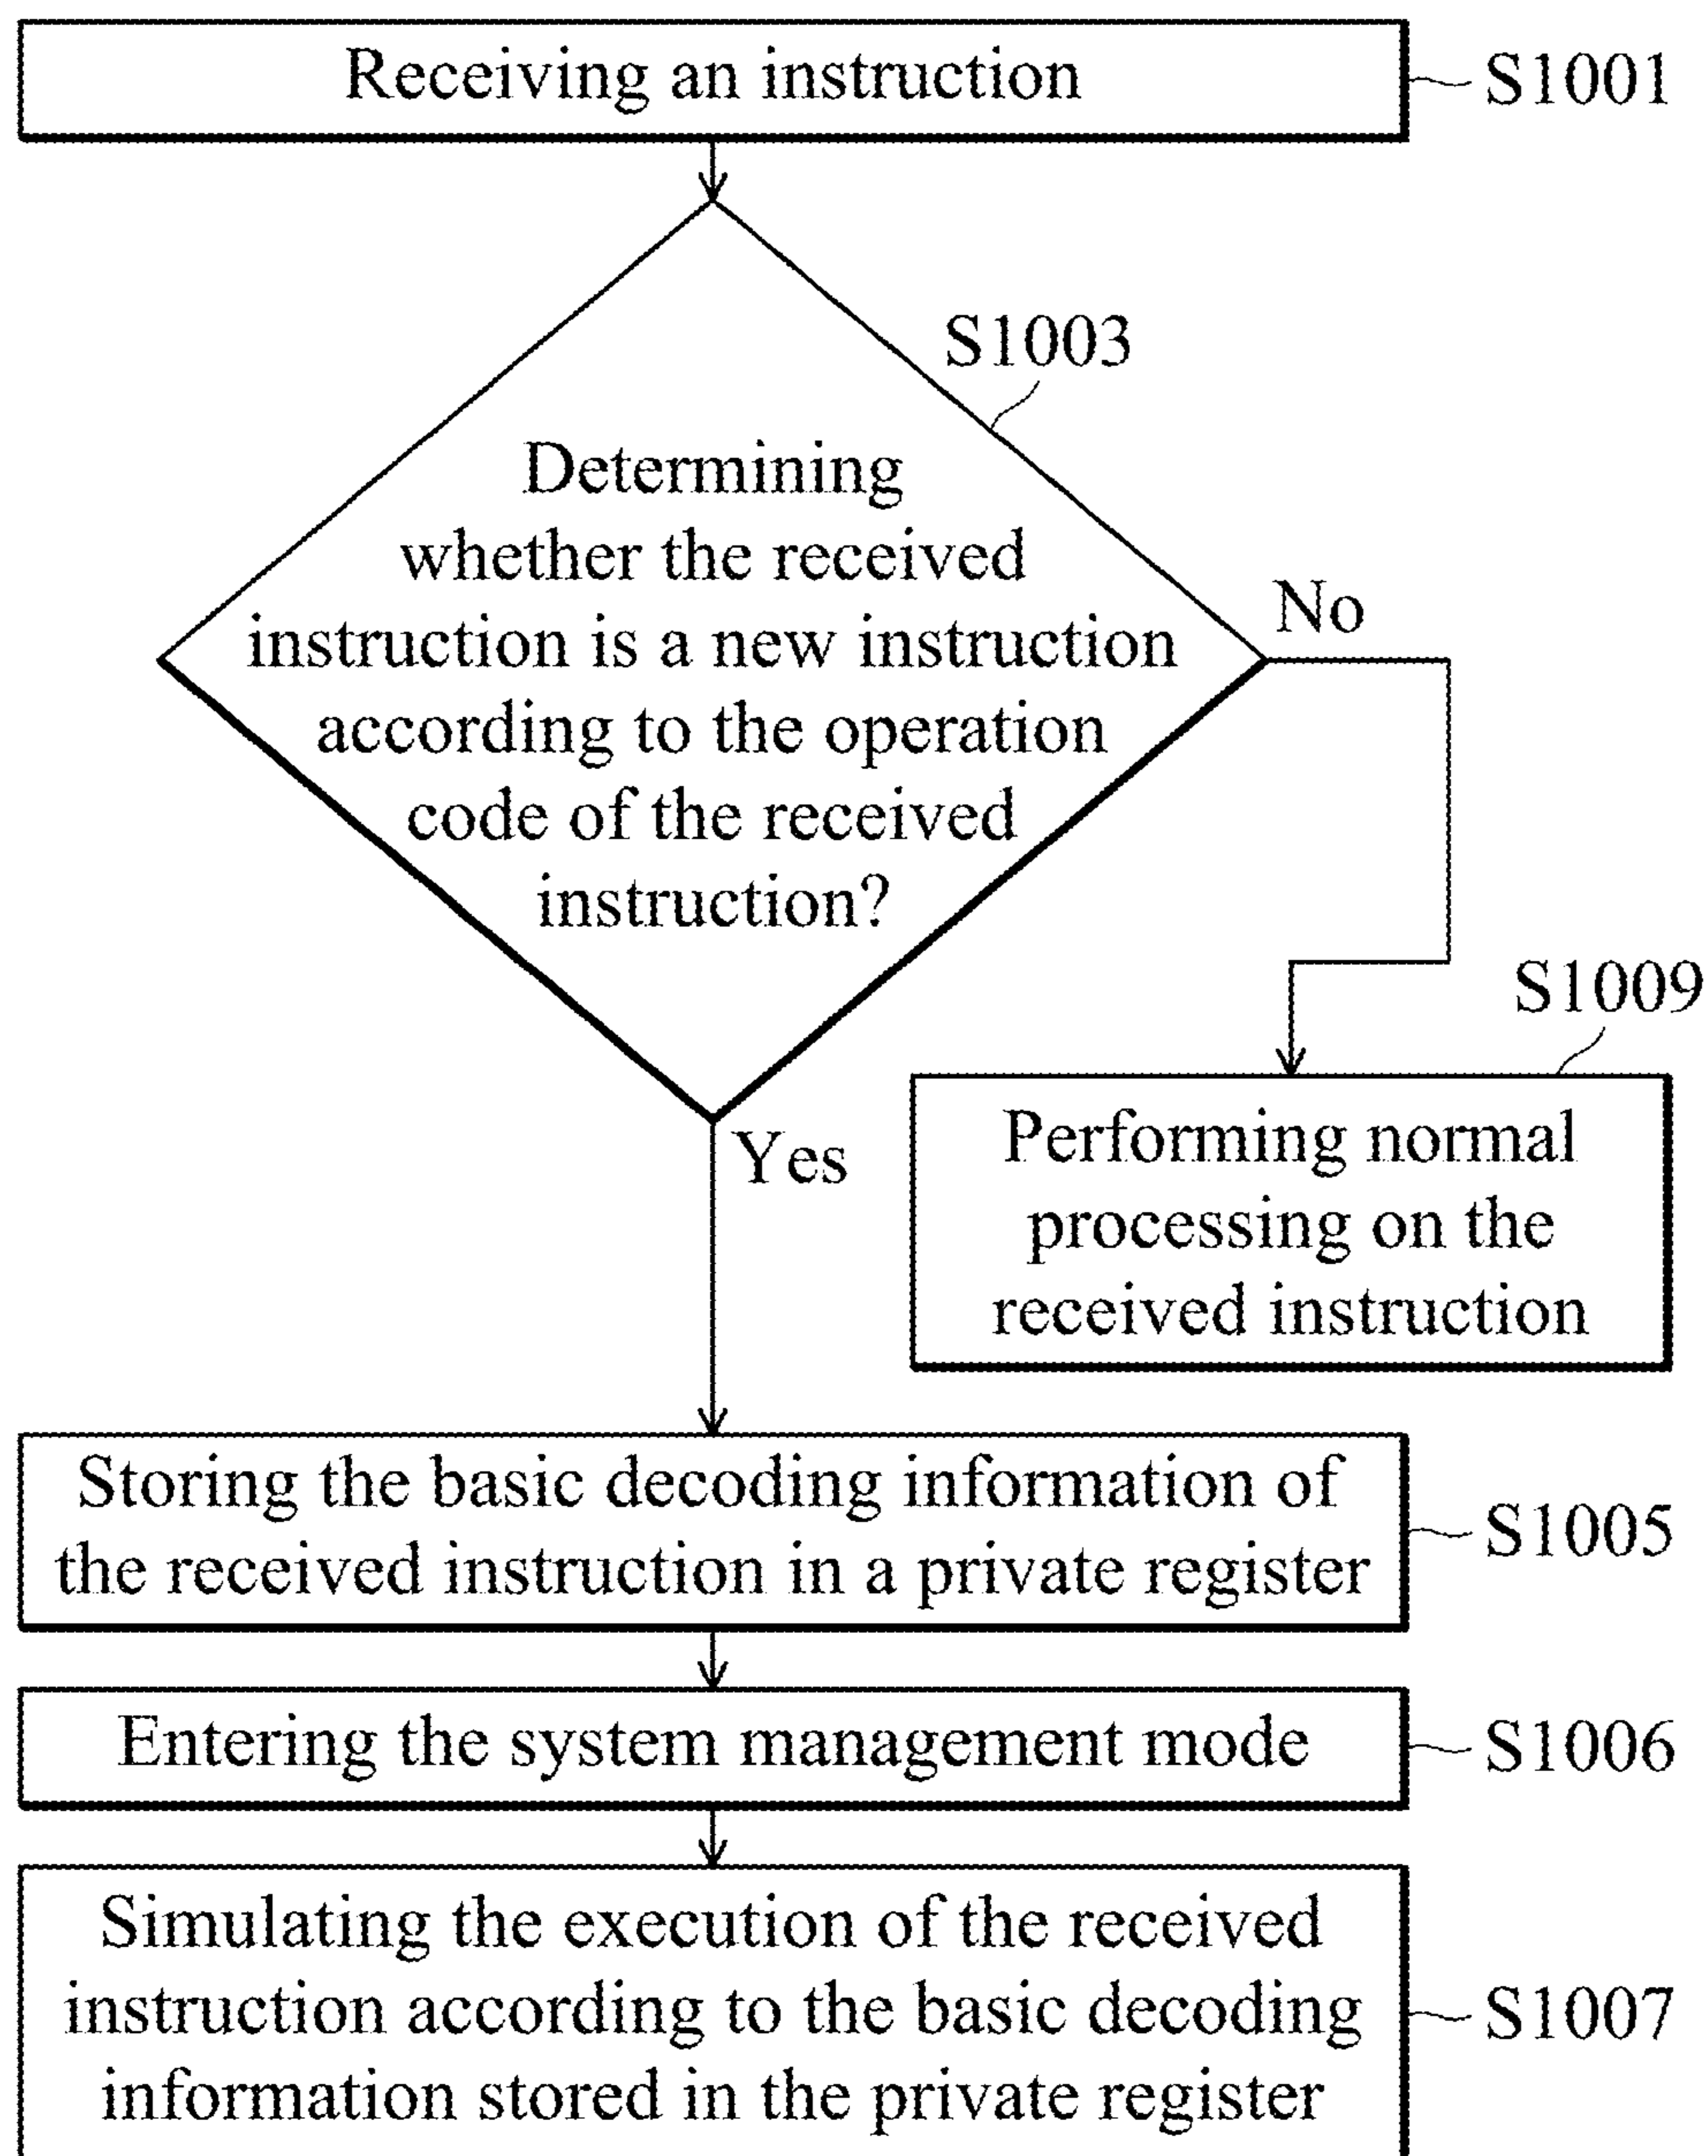 Receiving an instruction
S1001
S1003
Determining
whether the received
instruction is a new instruction
according to the operation
code of the received
instruction?
No
S1009
Performing normal
processing on the
received instruction
Yes
Storing the basic decoding information of
the received instruction in a private register
S1005
Entering the system management mode
S1006
Simulating the execution of the received
instruction according to the basic decoding
information stored in the private register
S1007